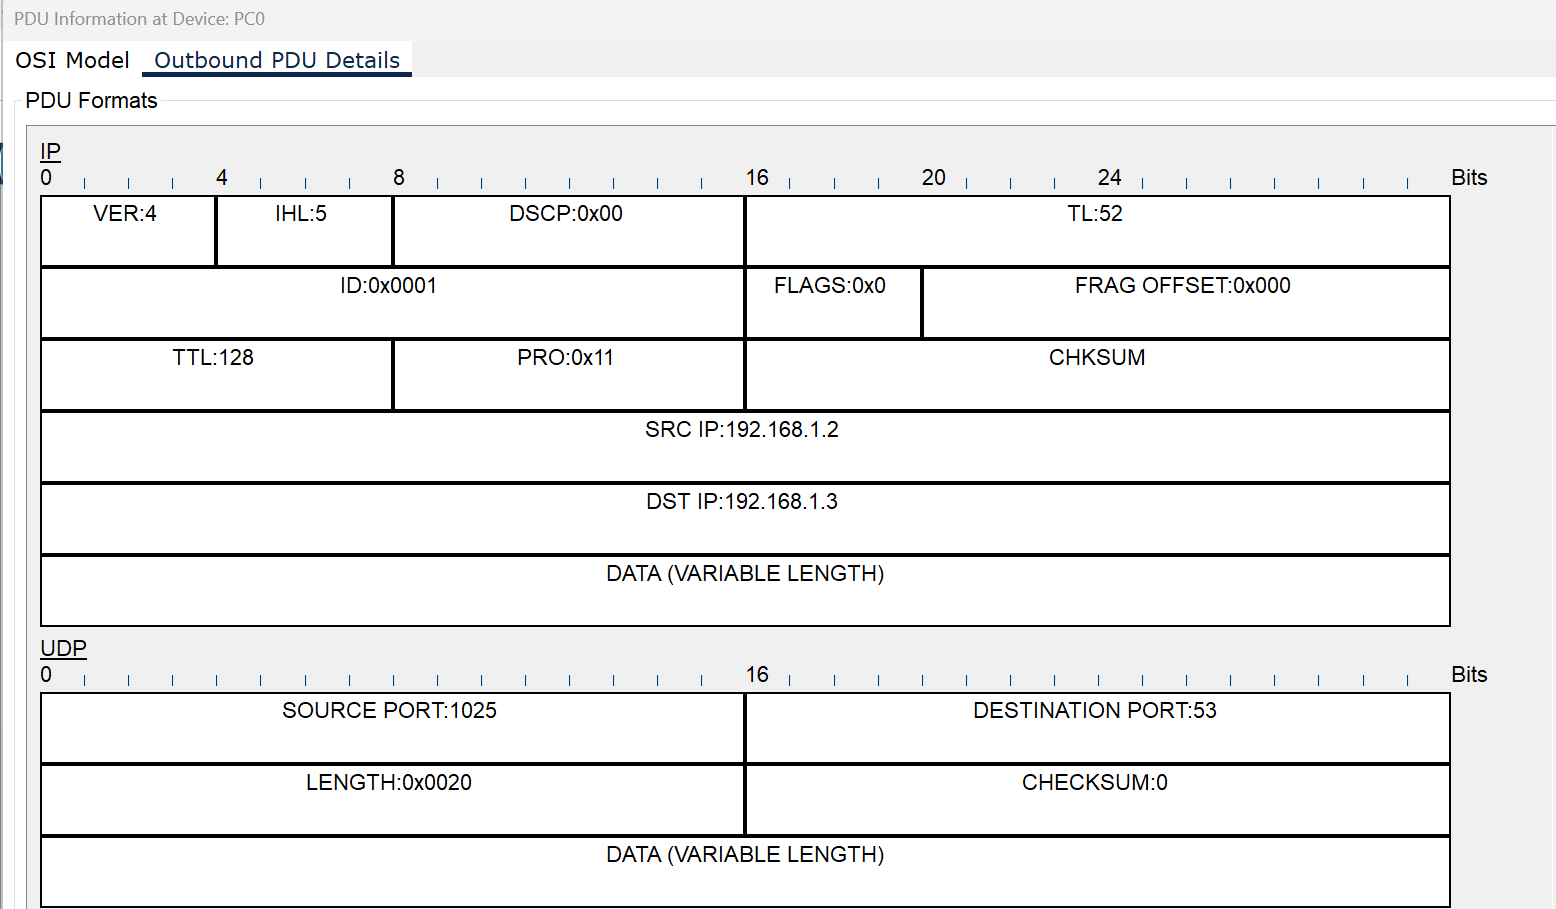 PDU Information at Device: PC0
OSI Model Outbound PDU Details
PDU Formats
IP
0 4 8 16 20 24 Bits
VER:4 IHL:5 DSCP:0x00 TL:52
ID:0x0001 FLAGS:0x0 FRAG OFFSET:0x000
TTL:128 PRO:0x11 CHKSUM
SRC IP:192.168.1.2
DST IP:192.168.1.3
DATA (VARIABLE LENGTH)
UDP
0 16 Bits
SOURCE PORT:1025 DESTINATION PORT:53
LENGTH:0x0020 CHECKSUM:0
DATA (VARIABLE LENGTH)